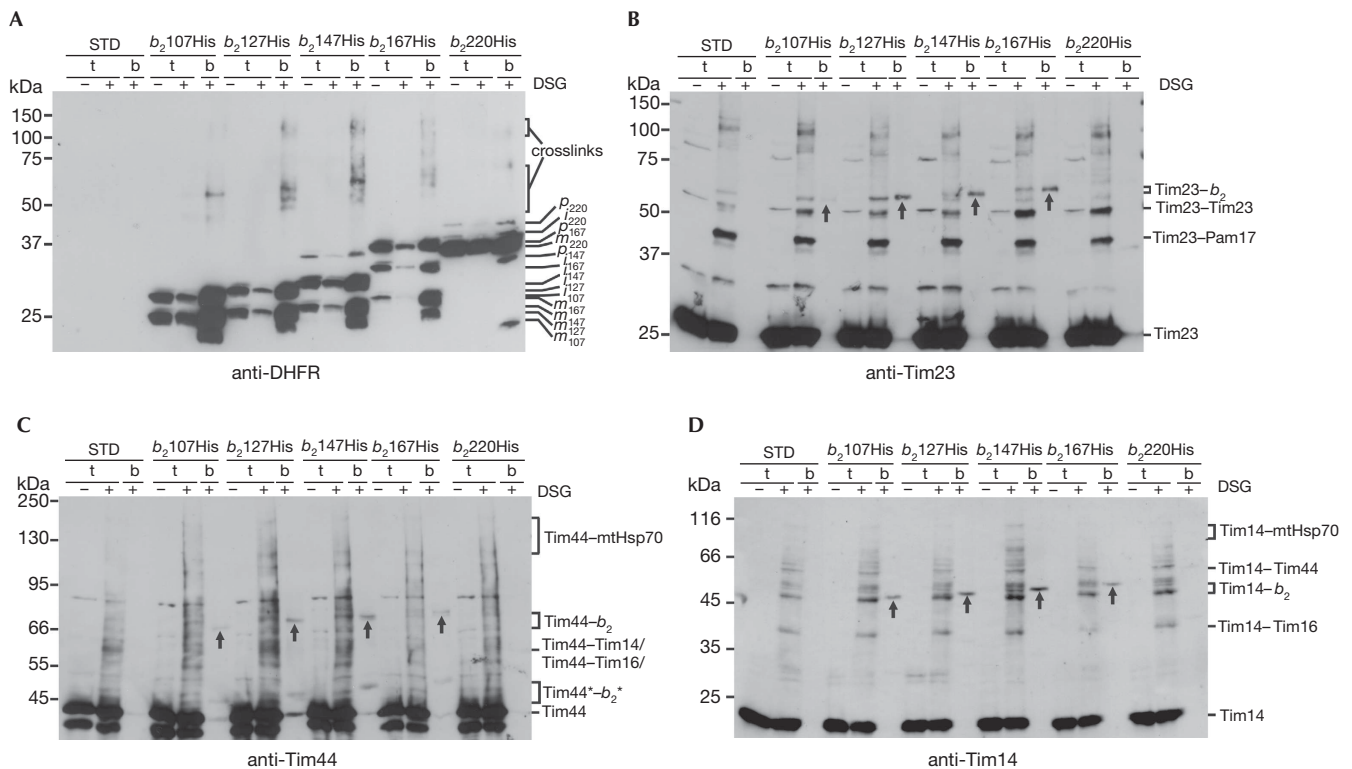 A
STD b2107His b2127His b2147His b2167His b2220His
t b t b t b t b t b t b
kDa − + + − + + − + + − + + − + + − + + DSG
150
100
75
50
37
25
crosslinks
p220
i220
p167
m220
p147
i167
i147
i127
i107
m167
m147
m127
m107
anti-DHFR
B
STD b2107His b2127His b2147His b2167His b2220His
t b t b t b t b t b t b
kDa − + + − + + − + + − + + − + + − + +
150
100
75
50
37
25
Tim23–b2
Tim23–Tim23
Tim23–Pam17
Tim23
anti-Tim23
C
STD b2107His b2127His b2147His b2167His b2220His
t b t b t b t b t b t b
kDa − + + − + + − + + − + + − + + − + + DSG
250
130
95
66
55
45
Tim44–mtHsp70
Tim44–b2
Tim44–Tim14/
Tim44–Tim16/
Tim44*–b2*
Tim44
anti-Tim44
D
STD b2107His b2127His b2147His b2167His b2220His
t b t b t b t b t b t b
kDa − + + − + + − + + − + + − + + − + + DSG
116
66
45
35
25
Tim14–mtHsp70
Tim14–Tim44
Tim14–b2
Tim14–Tim16
Tim14
anti-Tim14